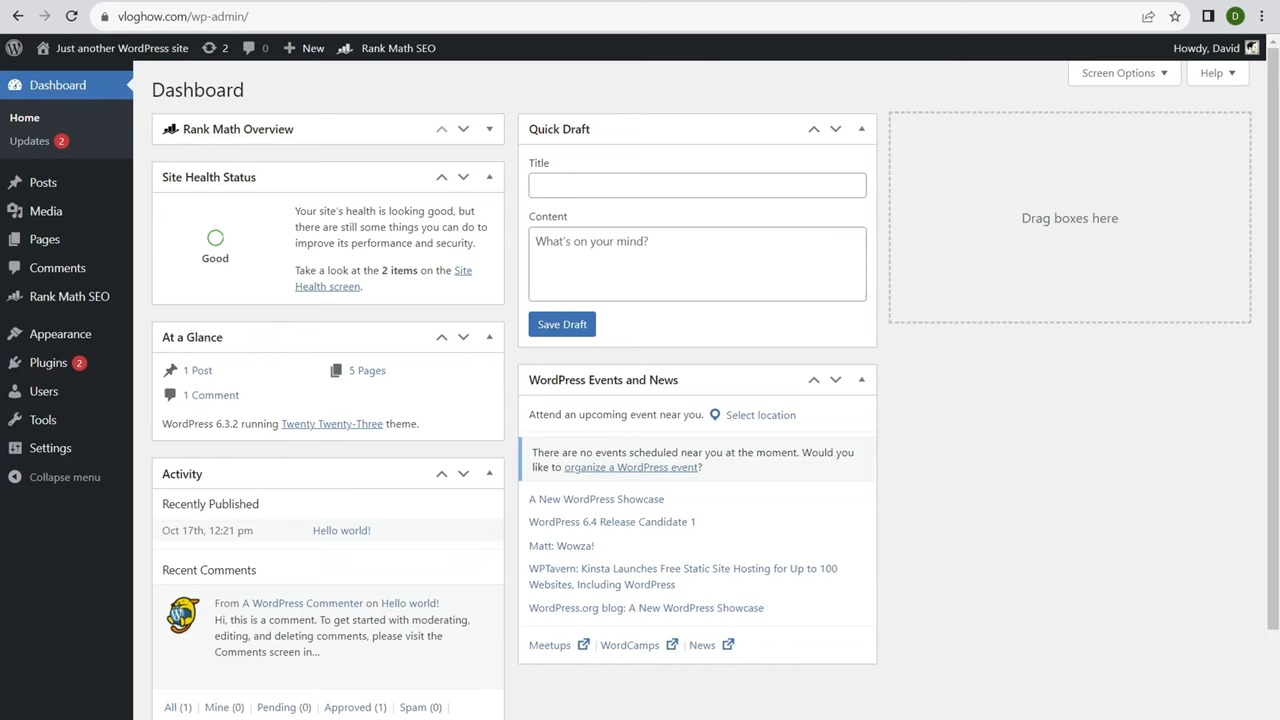 vloghow.com/wp-admin/
D
Just another WordPress site
2
0
New
Rank Math SEO
Howdy, David
Dashboard
Home
Updates 2
Posts
Media
Pages
Comments
Rank Math SEO
Appearance
Plugins 2
Users
Tools
Settings
Collapse menu
Screen Options
Help
Dashboard
Rank Math Overview
Site Health Status
Good
Your site's health is looking good, but
there are still some things you can do to
improve its performance and security.
Take a look at the 2 items on the Site
Health screen.
At a Glance
1 Post
5 Pages
1 Comment
WordPress 6.3.2 running Twenty Twenty-Three theme.
Activity
Recently Published
Oct 17th, 12:21 pm
Hello world!
Recent Comments
From A WordPress Commenter on Hello world!
Hi, this is a comment. To get started with moderating,
editing, and deleting comments, please visit the
Comments screen in...
All (1) | Mine (0) | Pending (0) | Approved (1) | Spam (0) |
Quick Draft
Title
Content
What's on your mind?
Save Draft
WordPress Events and News
Attend an upcoming event near you.
Select location
There are no events scheduled near you at the moment. Would you
like to organize a WordPress event?
A New WordPress Showcase
WordPress 6.4 Release Candidate 1
Matt: Wowza!
WPTavern: Kinsta Launches Free Static Site Hosting for Up to 100
Websites, Including WordPress
WordPress.org blog: A New WordPress Showcase
Meetups | WordCamps | News
Drag boxes here